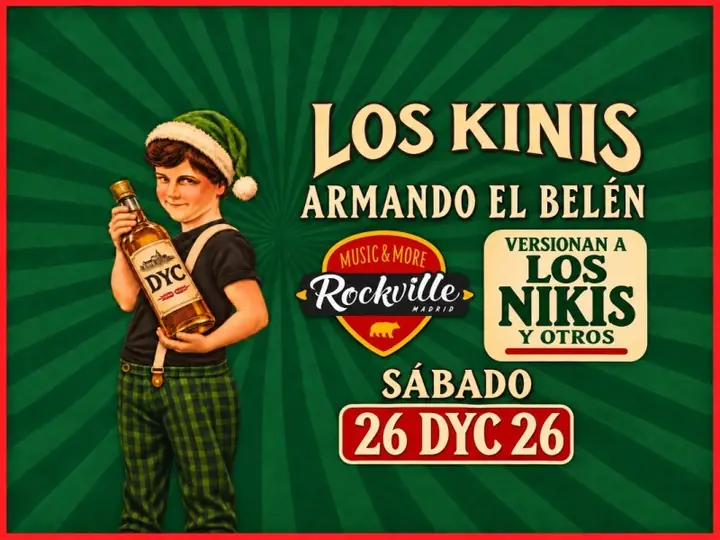 LOS KINIS
ARMANDO EL BELÉN
MUSIC & MORE
Rockville
MADRID
VERSIONAN A
LOS
NIKIS
Y OTROS
SÁBADO
26 DYC 26
DYC